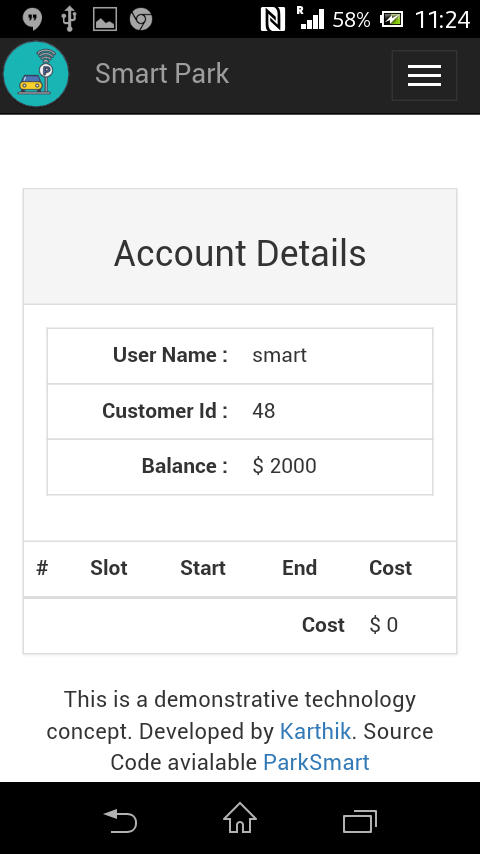 58% 11:24
P
Smart Park
Account Details
User Name : smart
Customer Id : 48
Balance : $ 2000
# Slot Start End Cost
Cost $ 0
This is a demonstrative technology
concept. Developed by Karthik. Source
Code avialable ParkSmart